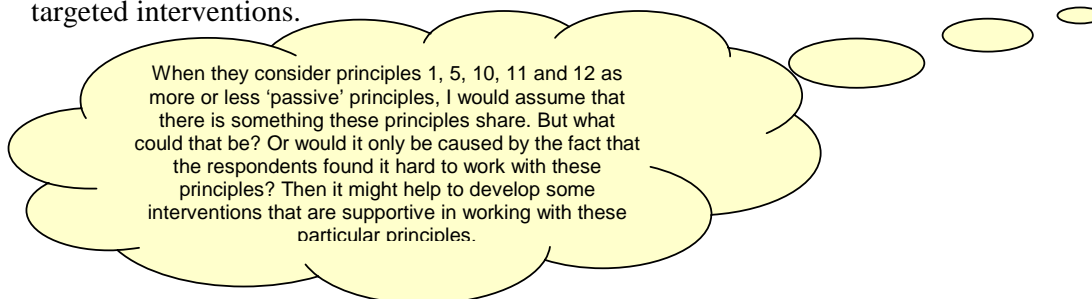 targeted interventions.
When they consider principles 1, 5, 10, 11 and 12 as
more or less ‘passive’ principles, I would assume that
there is something these principles share. But what
could that be? Or would it only be caused by the fact that
the respondents found it hard to work with these
principles? Then it might help to develop some
interventions that are supportive in working with these
particular principles.